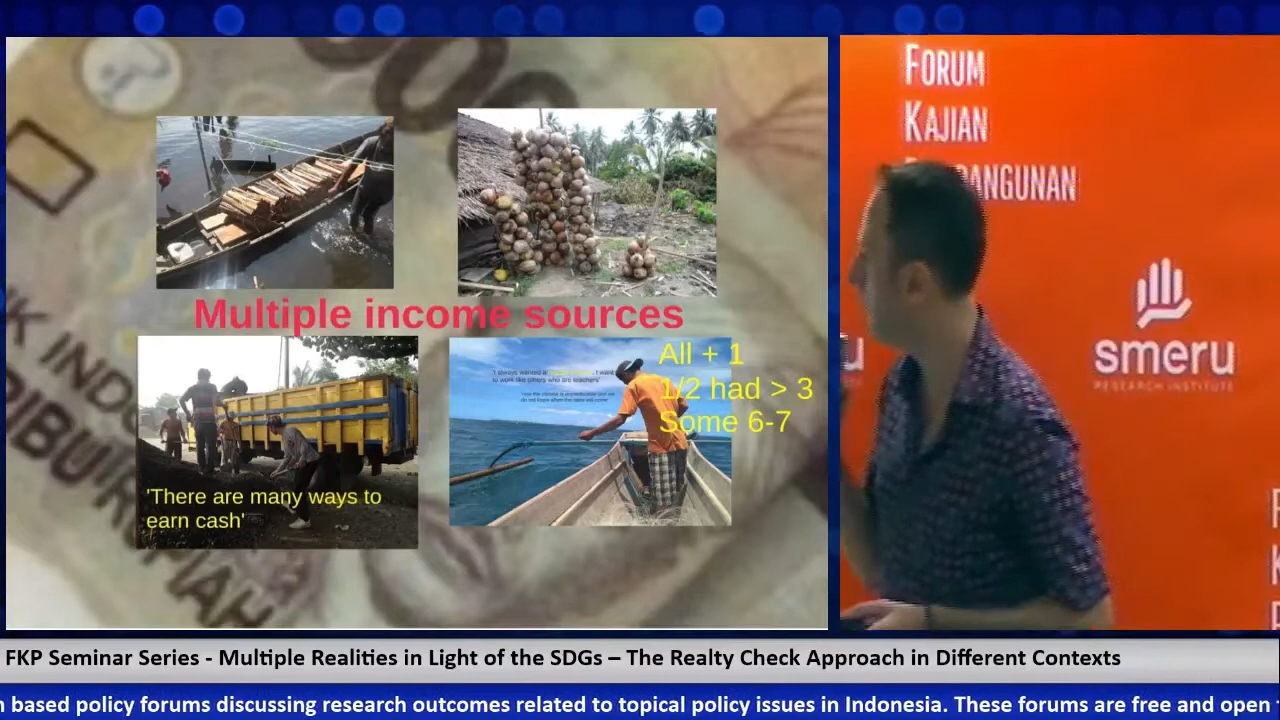 FORUM
KAJIAN
ANGUNAN
smeru
RESEARCH INSTITUTE
Multiple income sources
All + 1
1/2 had > 3
Some 6-7
'There are many ways to
earn cash'
FKP Seminar Series - Multiple Realities in Light of the SDGs – The Realty Check Approach in Different Contexts
based policy forums discussing research outcomes related to topical policy issues in Indonesia. These forums are free and open